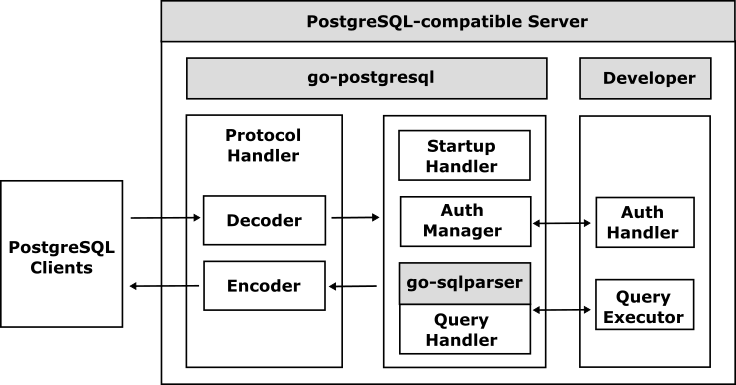 PostgreSQL-compatible Server
go-postgresql
Developer
Protocol
Handler
Startup
Handler
PostgreSQL
Clients
Decoder
Auth
Manager
Auth
Handler
Encoder
go-sqlparser
Query
Handler
Query
Executor